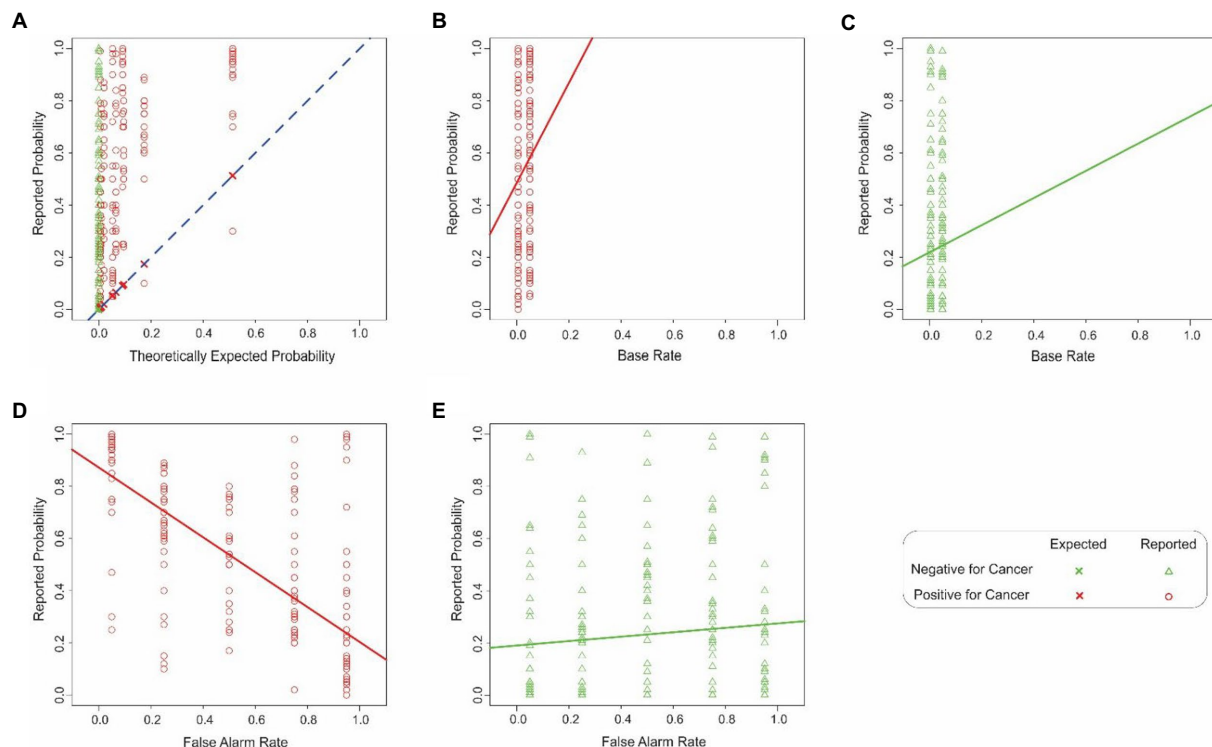 A
1.0
0.8
0.6
0.4
0.2
0.0
Reported Probability
0.0 0.2 0.4 0.6 0.8 1.0
Theoretically Expected Probability
B
1.0
0.8
0.6
0.4
0.2
0.0
Reported Probability
0.0 0.2 0.4 0.6 0.8 1.0
Base Rate
C
1.0
0.8
0.6
0.4
0.2
0.0
Reported Probability
0.0 0.2 0.4 0.6 0.8 1.0
Base Rate
D
1.0
0.8
0.6
0.4
0.2
0.0
Reported Probability
0.0 0.2 0.4 0.6 0.8 1.0
False Alarm Rate
E
1.0
0.8
0.6
0.4
0.2
0.0
Reported Probability
0.0 0.2 0.4 0.6 0.8 1.0
False Alarm Rate
Expected Reported
Negative for Cancer
Positive for Cancer